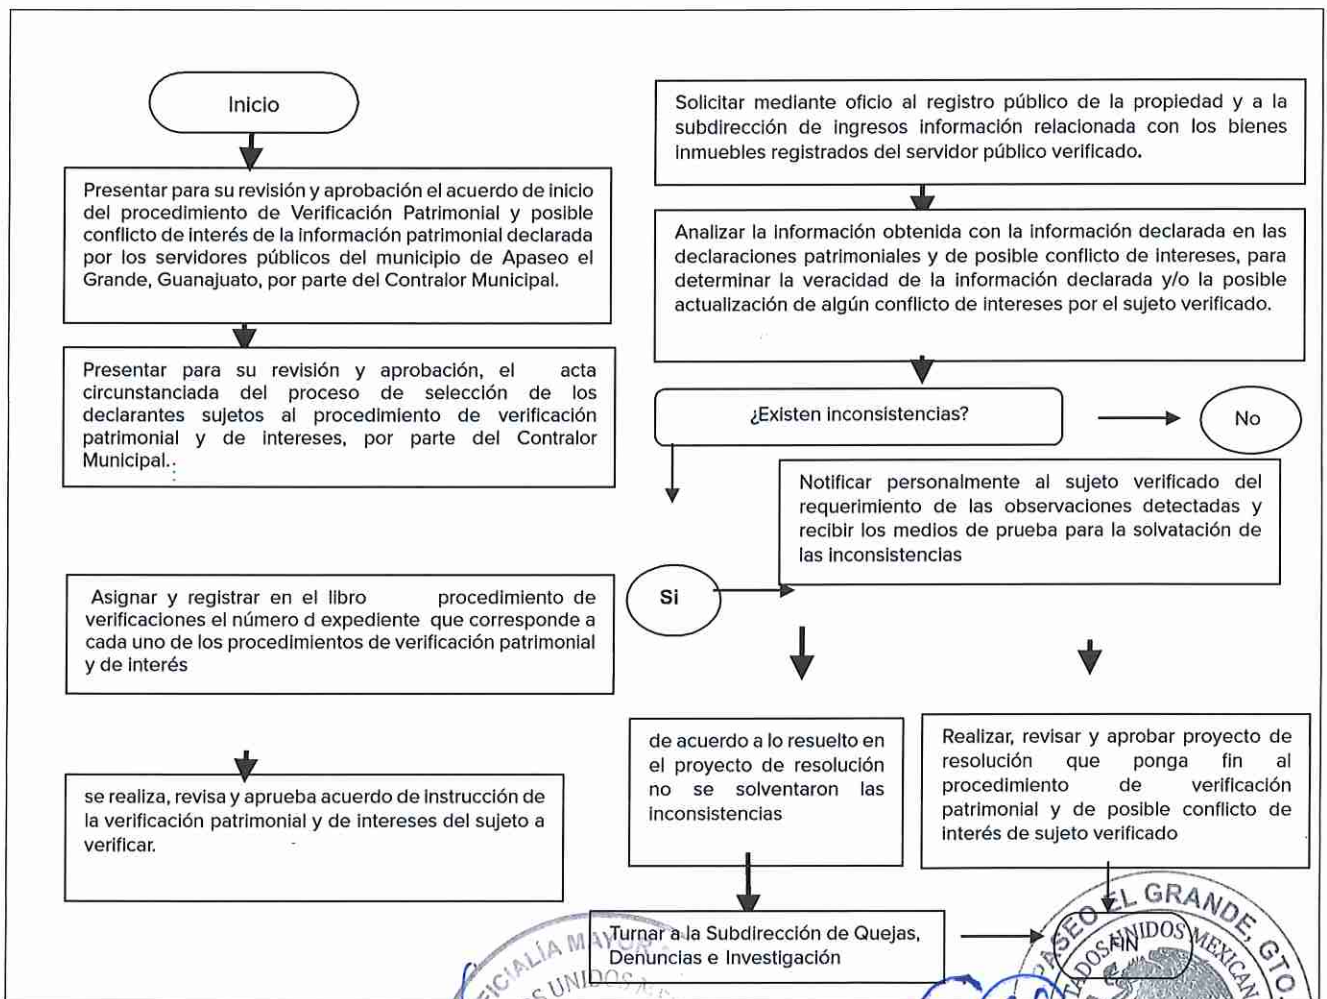 Inicio
Presentar para su revisión y aprobación el acuerdo de inicio
del procedimiento de Verificación Patrimonial y posible
conflicto de interés de la información patrimonial declarada
por los servidores públicos del municipio de Apaseo el
Grande, Guanajuato, por parte del Contralor Municipal.
Presentar para su revisión y aprobación, el acta
circunstanciada del proceso de selección de los
declarantes sujetos al procedimiento de verificación
patrimonial y de intereses, por parte del Contralor
Municipal..
Asignar y registrar en el libro procedimiento de
verificaciones el número d expediente que corresponde a
cada uno de los procedimientos de verificación patrimonial
y de interés
se realiza, revisa y aprueba acuerdo de instrucción de
la verificación patrimonial y de intereses del sujeto a
verificar.
Solicitar mediante oficio al registro público de la propiedad y a la
subdirección de ingresos información relacionada con los bienes
inmuebles registrados del servidor público verificado.
Analizar la información obtenida con la información declarada en las
declaraciones patrimoniales y de posible conflicto de intereses, para
determinar la veracidad de la información declarada y/o la posible
actualización de algún conflicto de intereses por el sujeto verificado.
¿Existen inconsistencias?
No
Notificar personalmente al sujeto verificado del
requerimiento de las observaciones detectadas y
recibir los medios de prueba para la solvatación de
las inconsistencias
Si
de acuerdo a lo resuelto en
el proyecto de resolución
no se solventaron las
inconsistencias
Realizar, revisar y aprobar proyecto de
resolución que ponga fin al
procedimiento de verificación
patrimonial y de posible conflicto de
interés de sujeto verificado
Turnar a la Subdirección de Quejas,
Denuncias e Investigación
FIN
FICIALÍA MAYOR
OS UNIDOS ME
PASEO EL GRANDE, GTO.
TADOS UNIDOS MEXICAN